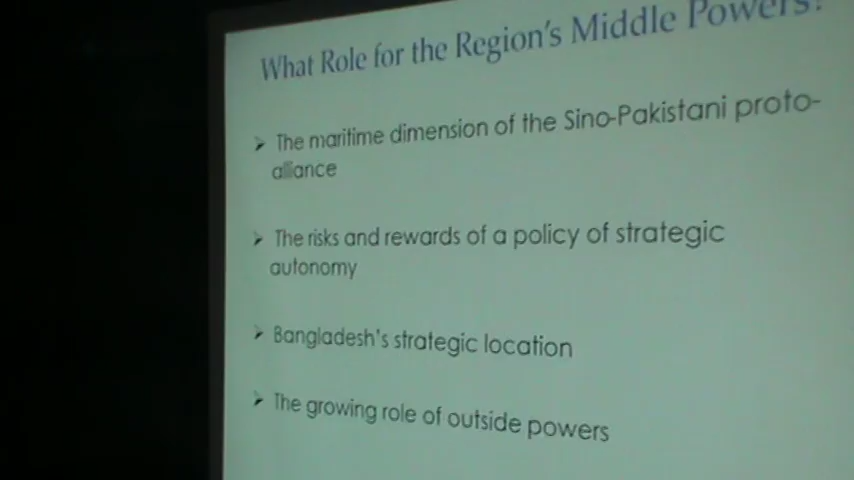 What Role for the Region's Middle Powers?
➢ The maritime dimension of the Sino-Pakistani proto-
alliance
➢ The risks and rewards of a policy of strategic
autonomy
➢ Bangladesh's strategic location
➢ The growing role of outside powers